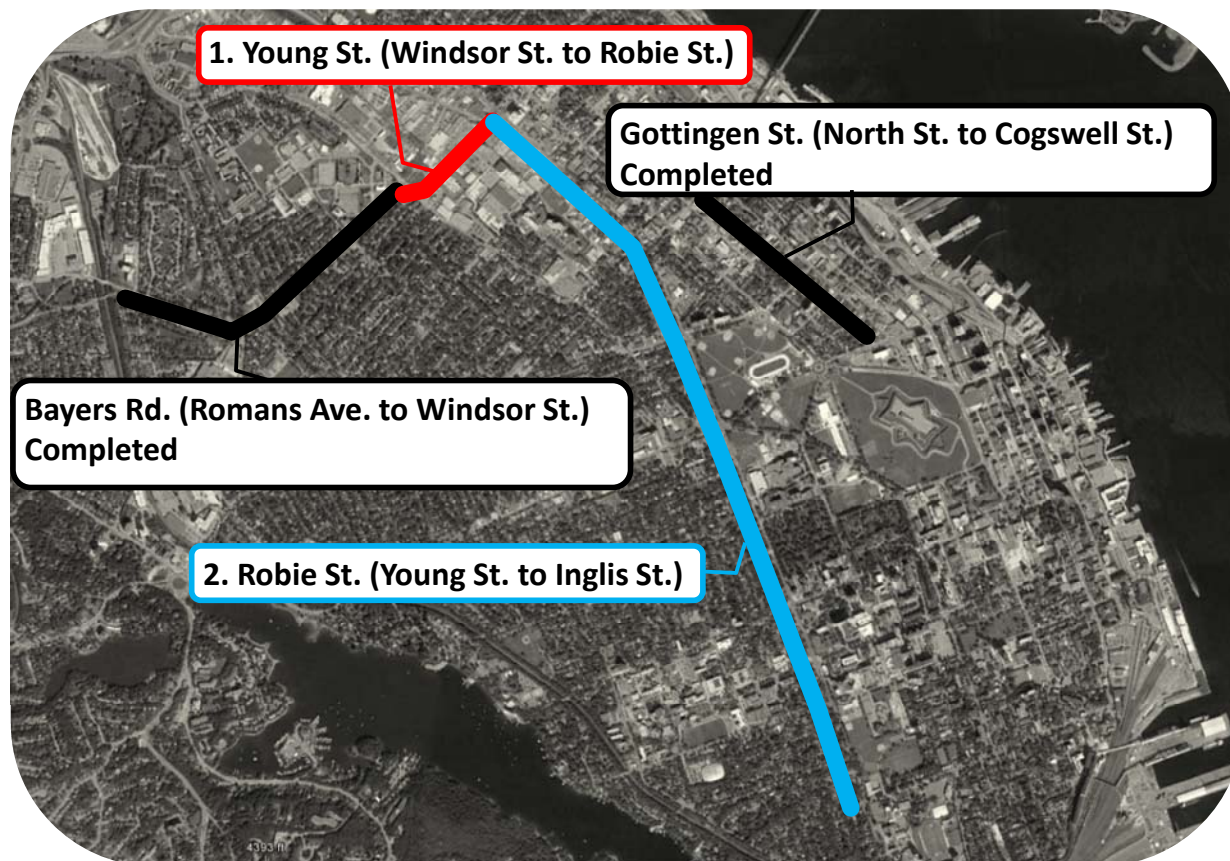 1. Young St. (Windsor St. to Robie St.)
Gottingen St. (North St. to Cogswell St.)
Completed
Bayers Rd. (Romans Ave. to Windsor St.)
Completed
2. Robie St. (Young St. to Inglis St.)
4393 ft